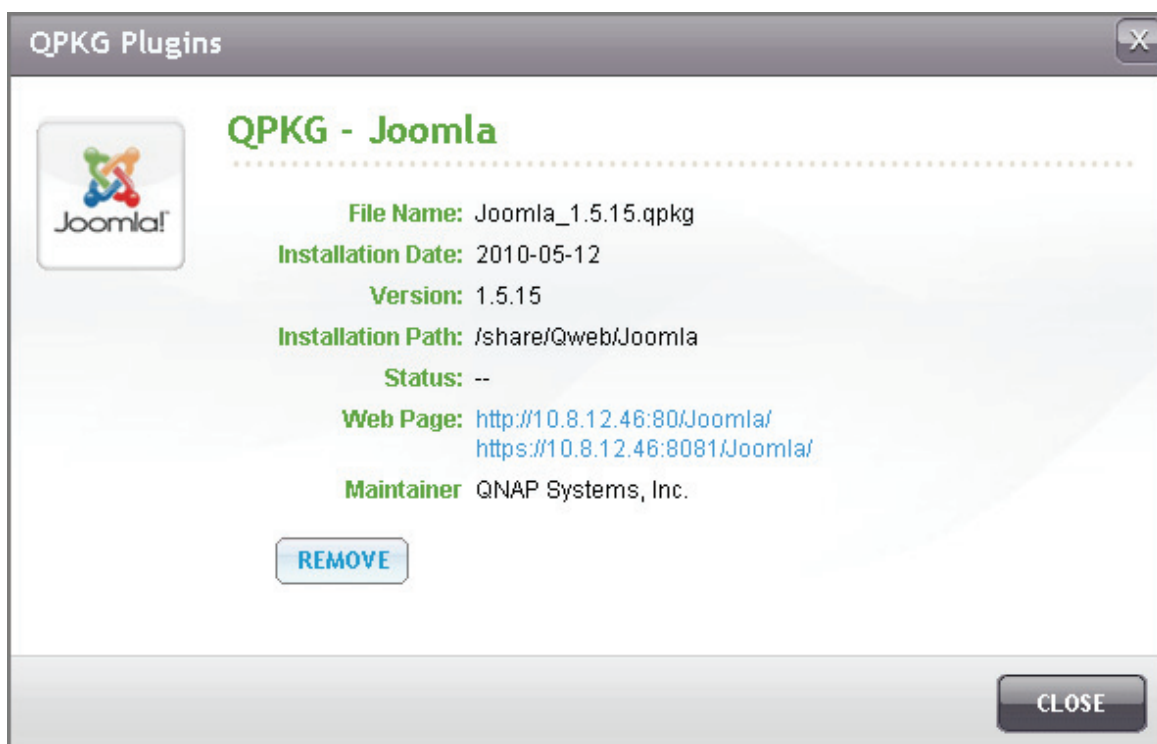 QPKG Plugins
X
QPKG - Joomla
Joomla!
File Name: Joomla_1.5.15.qpkg
Installation Date: 2010-05-12
Version: 1.5.15
Installation Path: /share/Qweb/Joomla
Status: --
Web Page: http://10.8.12.46:80/Joomla/
https://10.8.12.46:8081/Joomla/
Maintainer QNAP Systems, Inc.
REMOVE
CLOSE